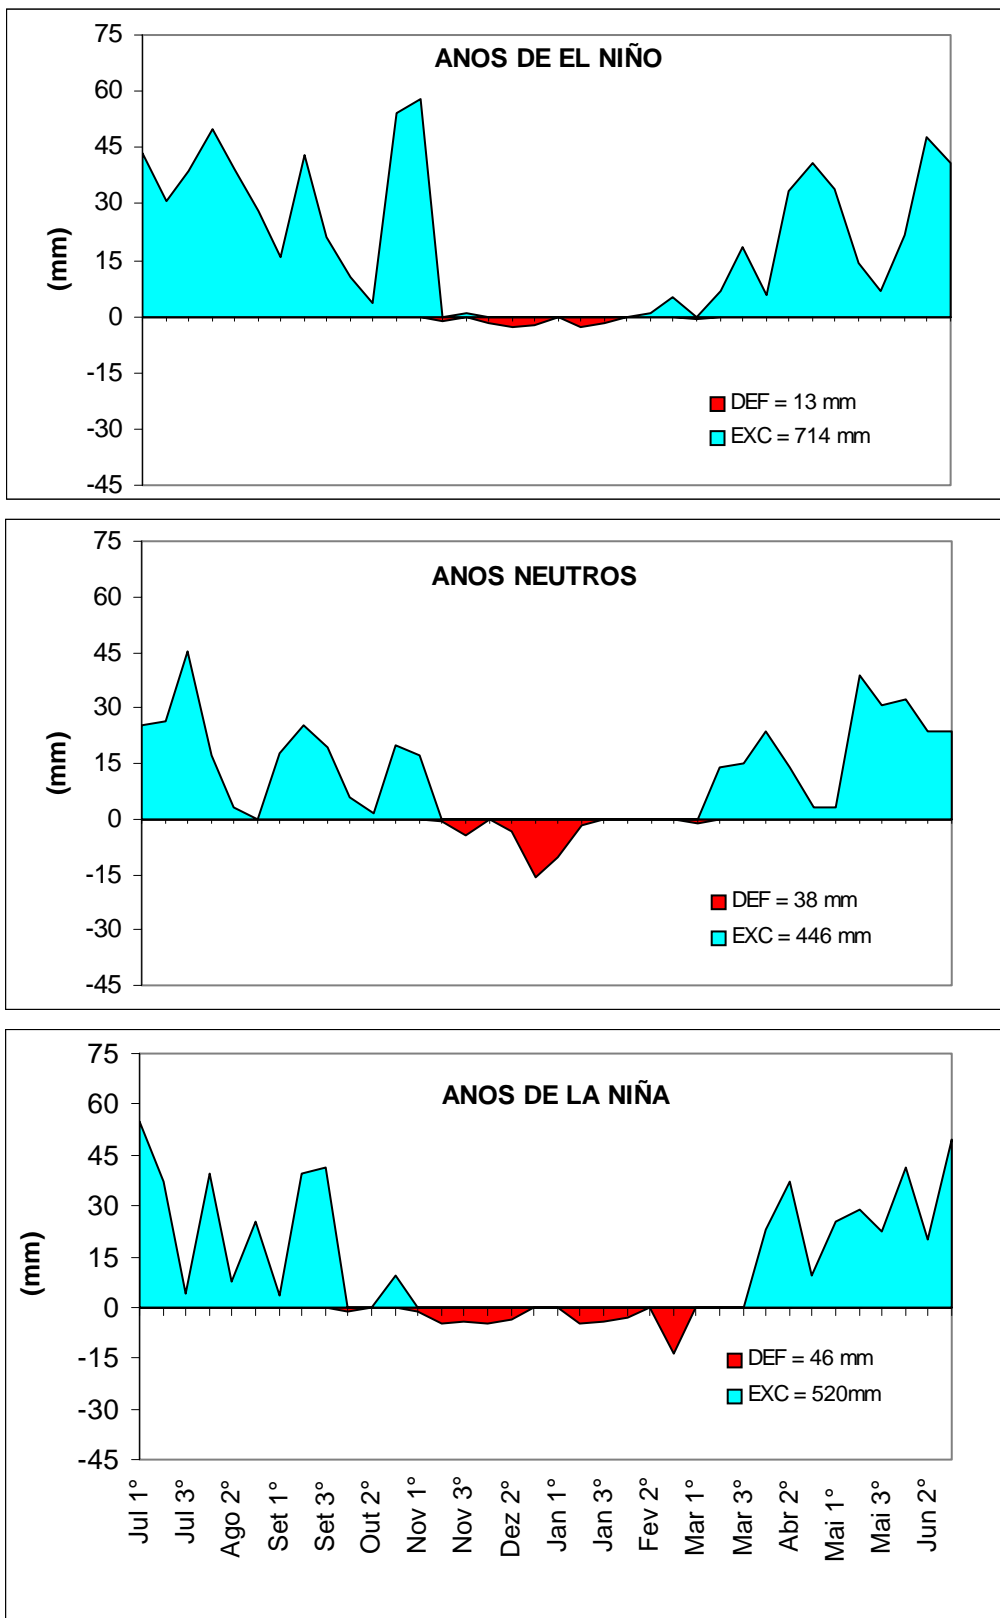 ANOS DE EL NIÑO
75
60
45
30
15
0
-15
-30
-45
(mm)
DEF = 13 mm
EXC = 714 mm
ANOS NEUTROS
75
60
45
30
15
0
-15
-30
-45
(mm)
DEF = 38 mm
EXC = 446 mm
ANOS DE LA NIÑA
75
60
45
30
15
0
-15
-30
-45
(mm)
DEF = 46 mm
EXC = 520mm
Jul 1°
Jul 3°
Ago 2°
Set 1°
Set 3°
Out 2°
Nov 1°
Nov 3°
Dez 2°
Jan 1°
Jan 3°
Fev 2°
Mar 1°
Mar 3°
Abr 2°
Mai 1°
Mai 3°
Jun 2°